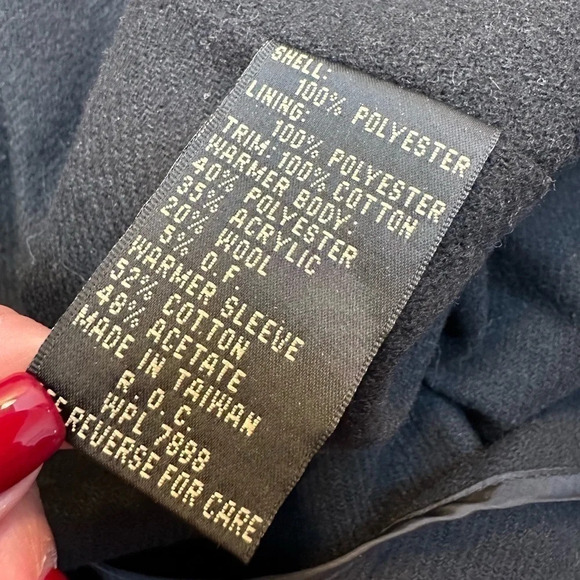 SHELL:
100% POLYESTER
LINING:
100% POLYESTER
TRIM: 100% COTTON
WARMER BODY:
40% POLYESTER
35% ACRYLIC
20% WOOL
5% O.F.
WARMER SLEEVE
52% COTTON
48% ACETATE
MADE IN TAIWAN
R.O.C.
WPL 7888
REVERSE FOR CARE